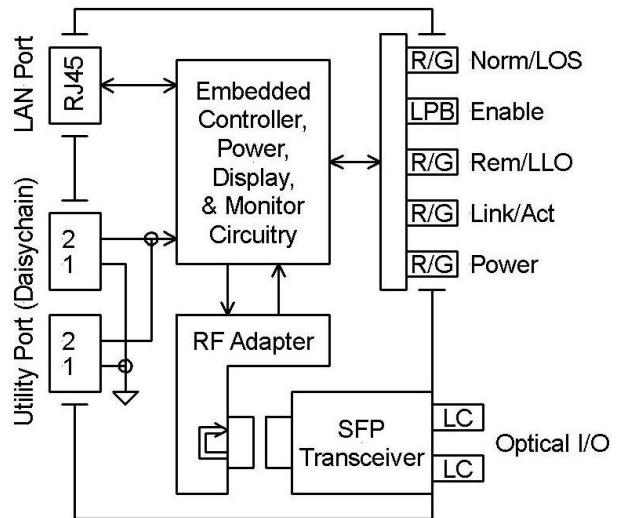 LAN Port
RJ45
Embedded
Controller,
Power,
Display,
& Monitor
Circuitry
R/G Norm/LOS
LPB Enable
R/G Rem/LLO
R/G Link/Act
R/G Power
Utility Port (Daisychain)
2
1
2
1
RF Adapter
SFP
Transceiver
LC
LC
Optical I/O